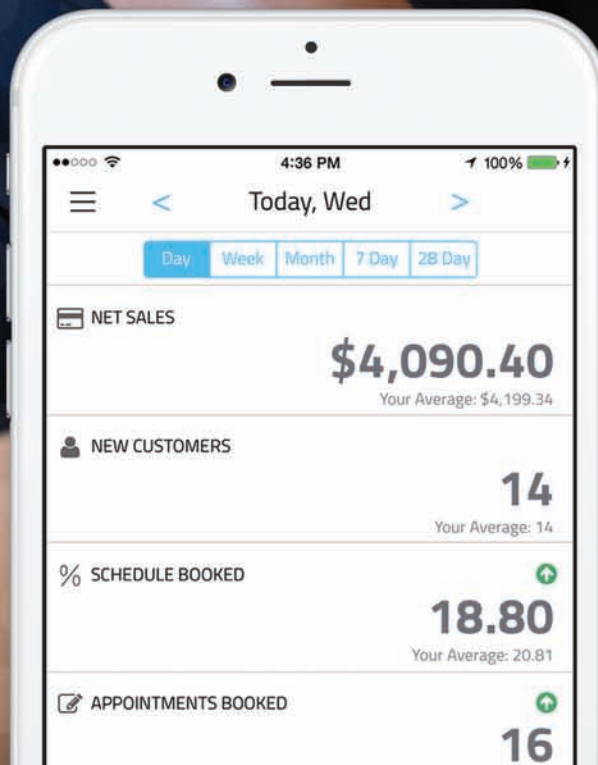 4:36 PM 100%
< Today, Wed >
Day Week Month 7 Day 28 Day
NET SALES
$4,090.40
Your Average: $4,199.34
NEW CUSTOMERS
14
Your Average: 14
% SCHEDULE BOOKED
18.80
Your Average: 20.81
APPOINTMENTS BOOKED
16